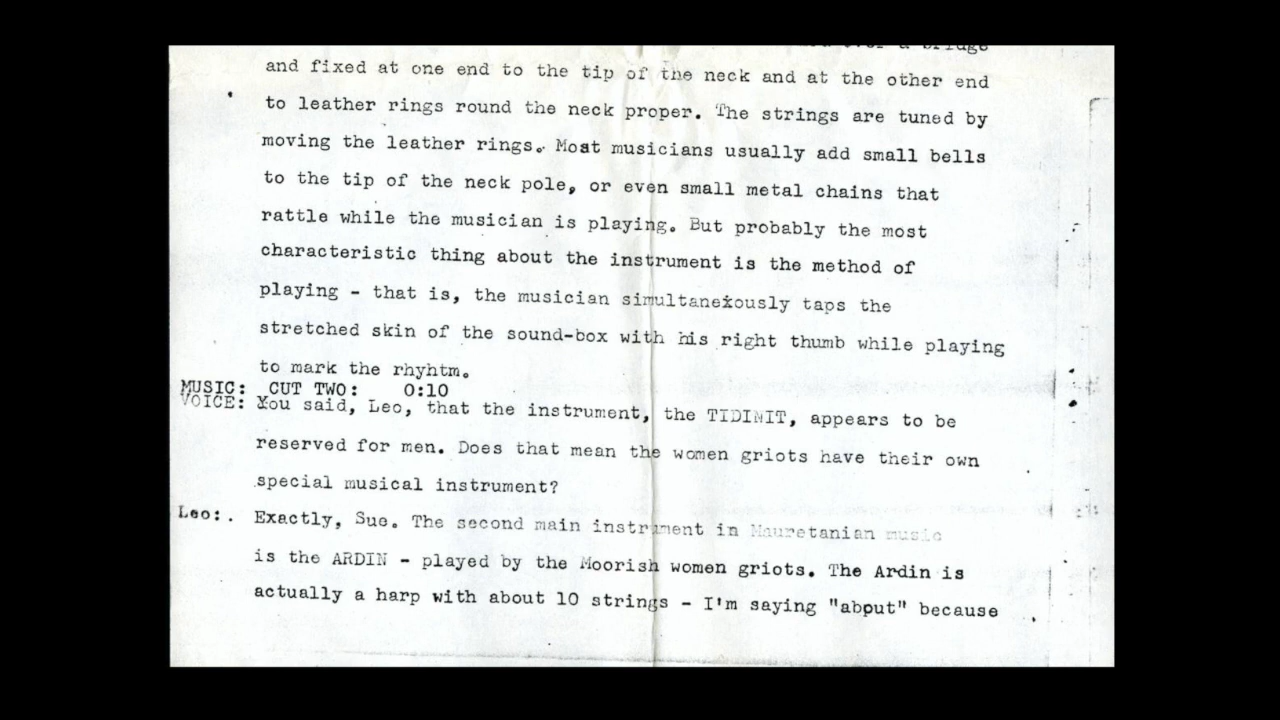 over a bridge
and fixed at one end to the tip of the neck and at the other end
to leather rings round the neck proper. The strings are tuned by
moving the leather rings. Most musicians usually add small bells
to the tip of the neck pole, or even small metal chains that
rattle while the musician is playing. But probably the most
characteristic thing about the instrument is the method of
playing - that is, the musician simultanexously taps the
stretched skin of the sound-box with his right thumb while playing
to mark the rhyhtm.
MUSIC: CUT TWO: 0:10
VOICE: You said, Leo, that the instrument, the TIDINIT, appears to be
reserved for men. Does that mean the women griots have their own
special musical instrument?
Leo:. Exactly, Sue. The second main instrument in Mauretanian music
is the ARDIN - played by the Moorish women griots. The Ardin is
actually a harp with about 10 strings - I'm saying "about" because